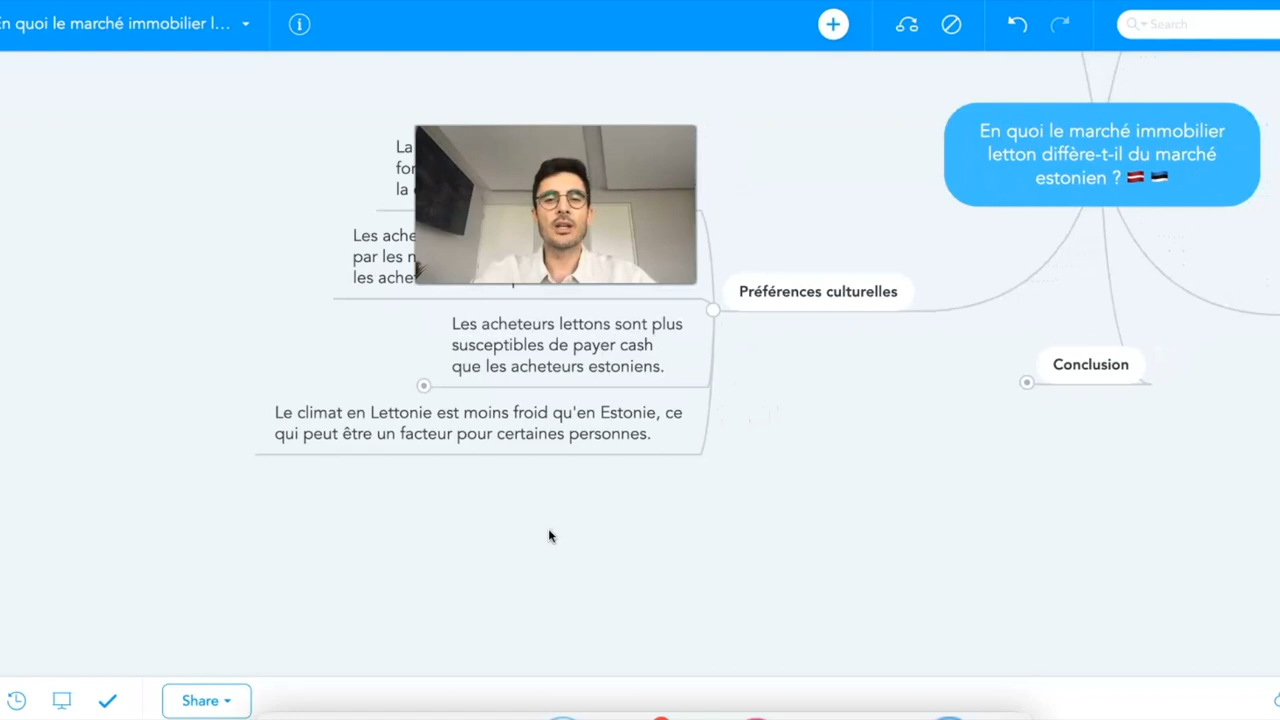 En quoi le marché immobilier l...
Search
En quoi le marché immobilier
letton diffère-t-il du marché
estonien ?
La
la
Les
par les
les
Préférences culturelles
Les acheteurs lettons sont plus
susceptibles de payer cash
que les acheteurs estoniens.
Conclusion
Le climat en Lettonie est moins froid qu'en Estonie, ce
qui peut être un facteur pour certaines personnes.
Share